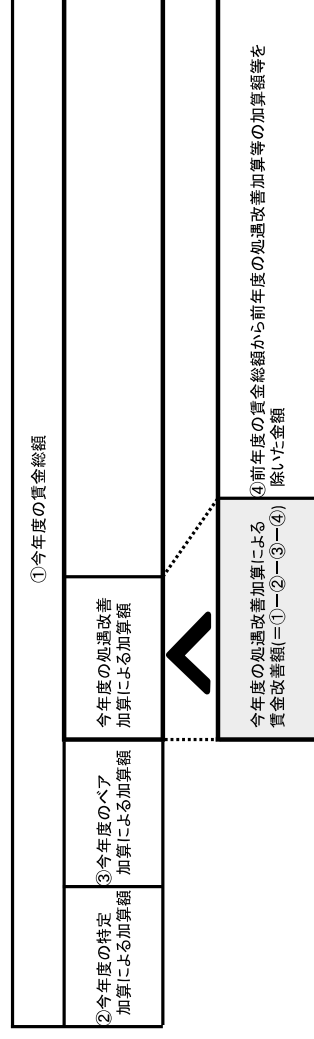 ①今年度の賃金総額
今年度の処遇改善
加算による加算額
③今年度のベア
加算による加算額
②今年度の特定
加算による加算額
④前年度の賃金総額から前年度の処遇改善加算等の加算額等を
除いた金額
今年度の処遇改善加算による
賃金改善額(=①ー②ー③ー④)